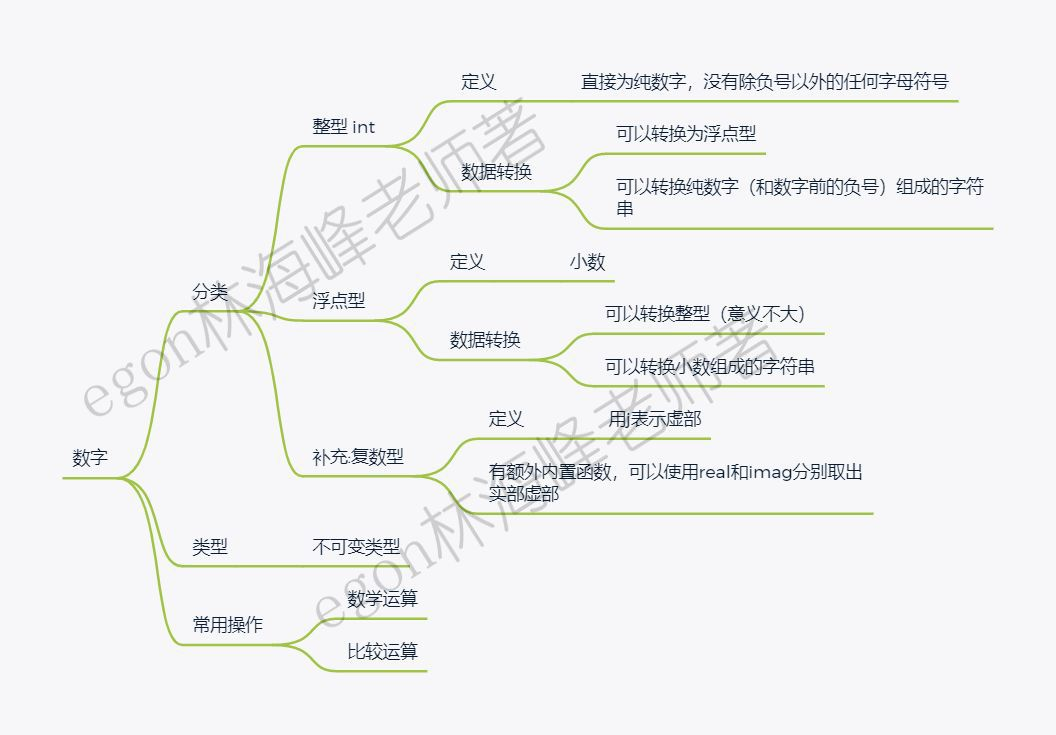 数字
分类
整型 int
定义
直接为纯数字，没有除负号以外的任何字母符号
数据转换
可以转换为浮点型
可以转换纯数字（和数字前的负号）组成的字符
串
浮点型
定义
小数
数据转换
可以转换整型（意义不大）
可以转换小数组成的字符串
补充:复数型
定义
用j表示虚部
有额外内置函数，可以使用real和imag分别取出
实部虚部
类型
不可变类型
常用操作
数学运算
比较运算
egon林海峰老师著
egon林海峰老师著